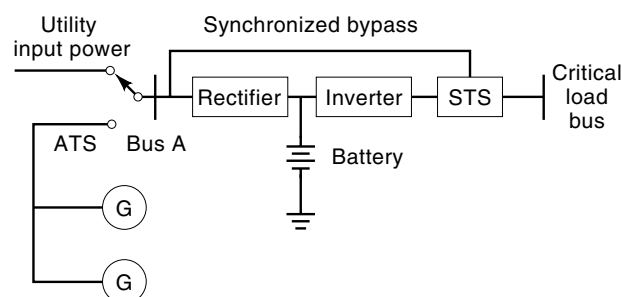 Utility
input power
Synchronized bypass
Rectifier
Inverter
STS
Critical
load
bus
ATS
Bus A
Battery
G
G